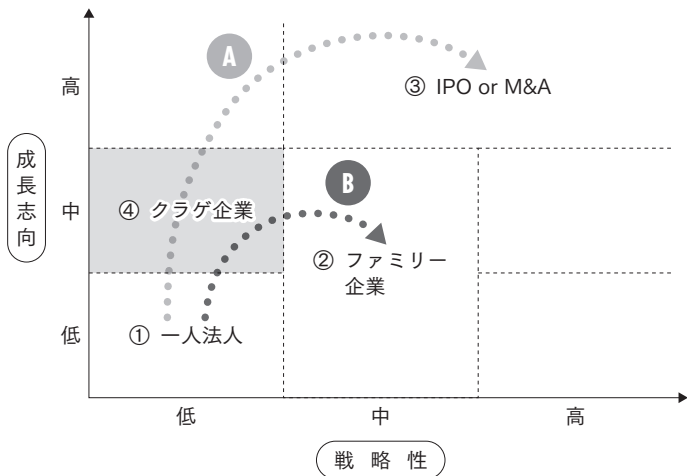 A
高
③ IPO or M&A
成長志向
B
中
④ クラゲ企業
② ファミリー
企業
低
① 一人法人
低
中
高
戦略性